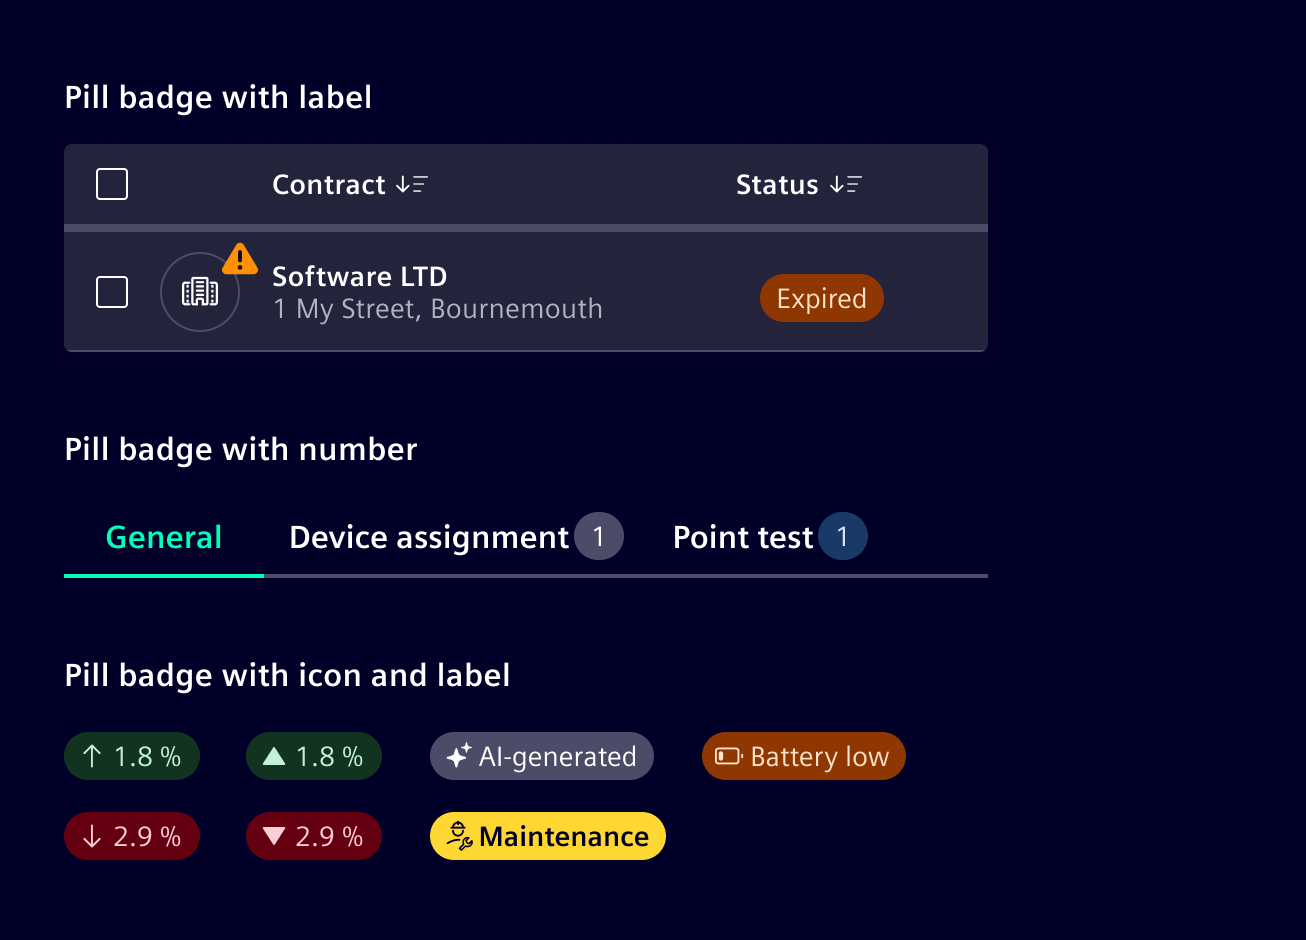 Pill badge with label
Contract Status
Software LTD
1 My Street, Bournemouth
Expired
Pill badge with number
General Device assignment 1 Point test 1
Pill badge with icon and label
1.8 % 1.8 % AI-generated Battery low
2.9 % 2.9 % Maintenance